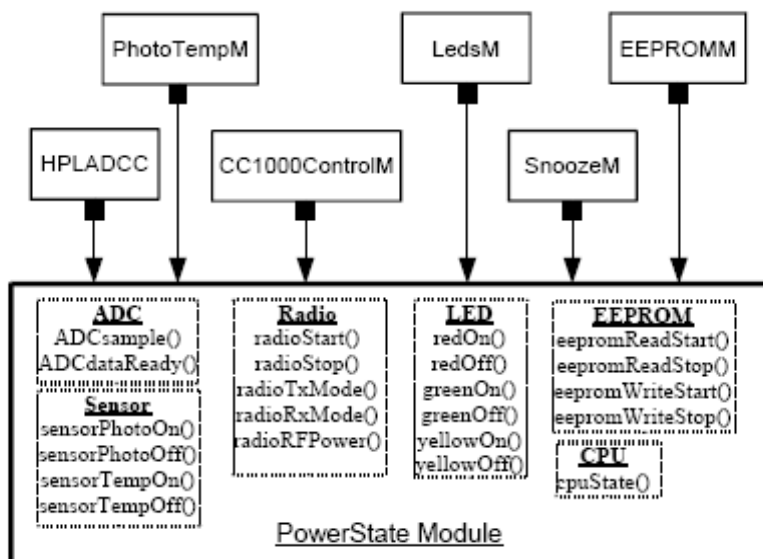 PhotoTempM
LedsM
EEPROMM
HPLADCC
CC1000ControlM
SnoozeM
ADC
ADCsample()
ADCdataReady()
Sensor
sensorPhotoOn()
sensorPhotoOff()
sensorTempOn()
sensorTempOff()
Radio
radioStart()
radioStop()
radioTxMode()
radioRxMode()
radioRFPower()
LED
redOn()
redOff()
greenOn()
greenOff()
yellowOn()
yellowOff()
EEPROM
eepromReadStart()
eepromReadStop()
eepromWriteStart()
eepromWriteStop()
CPU
cpuState()
PowerState Module